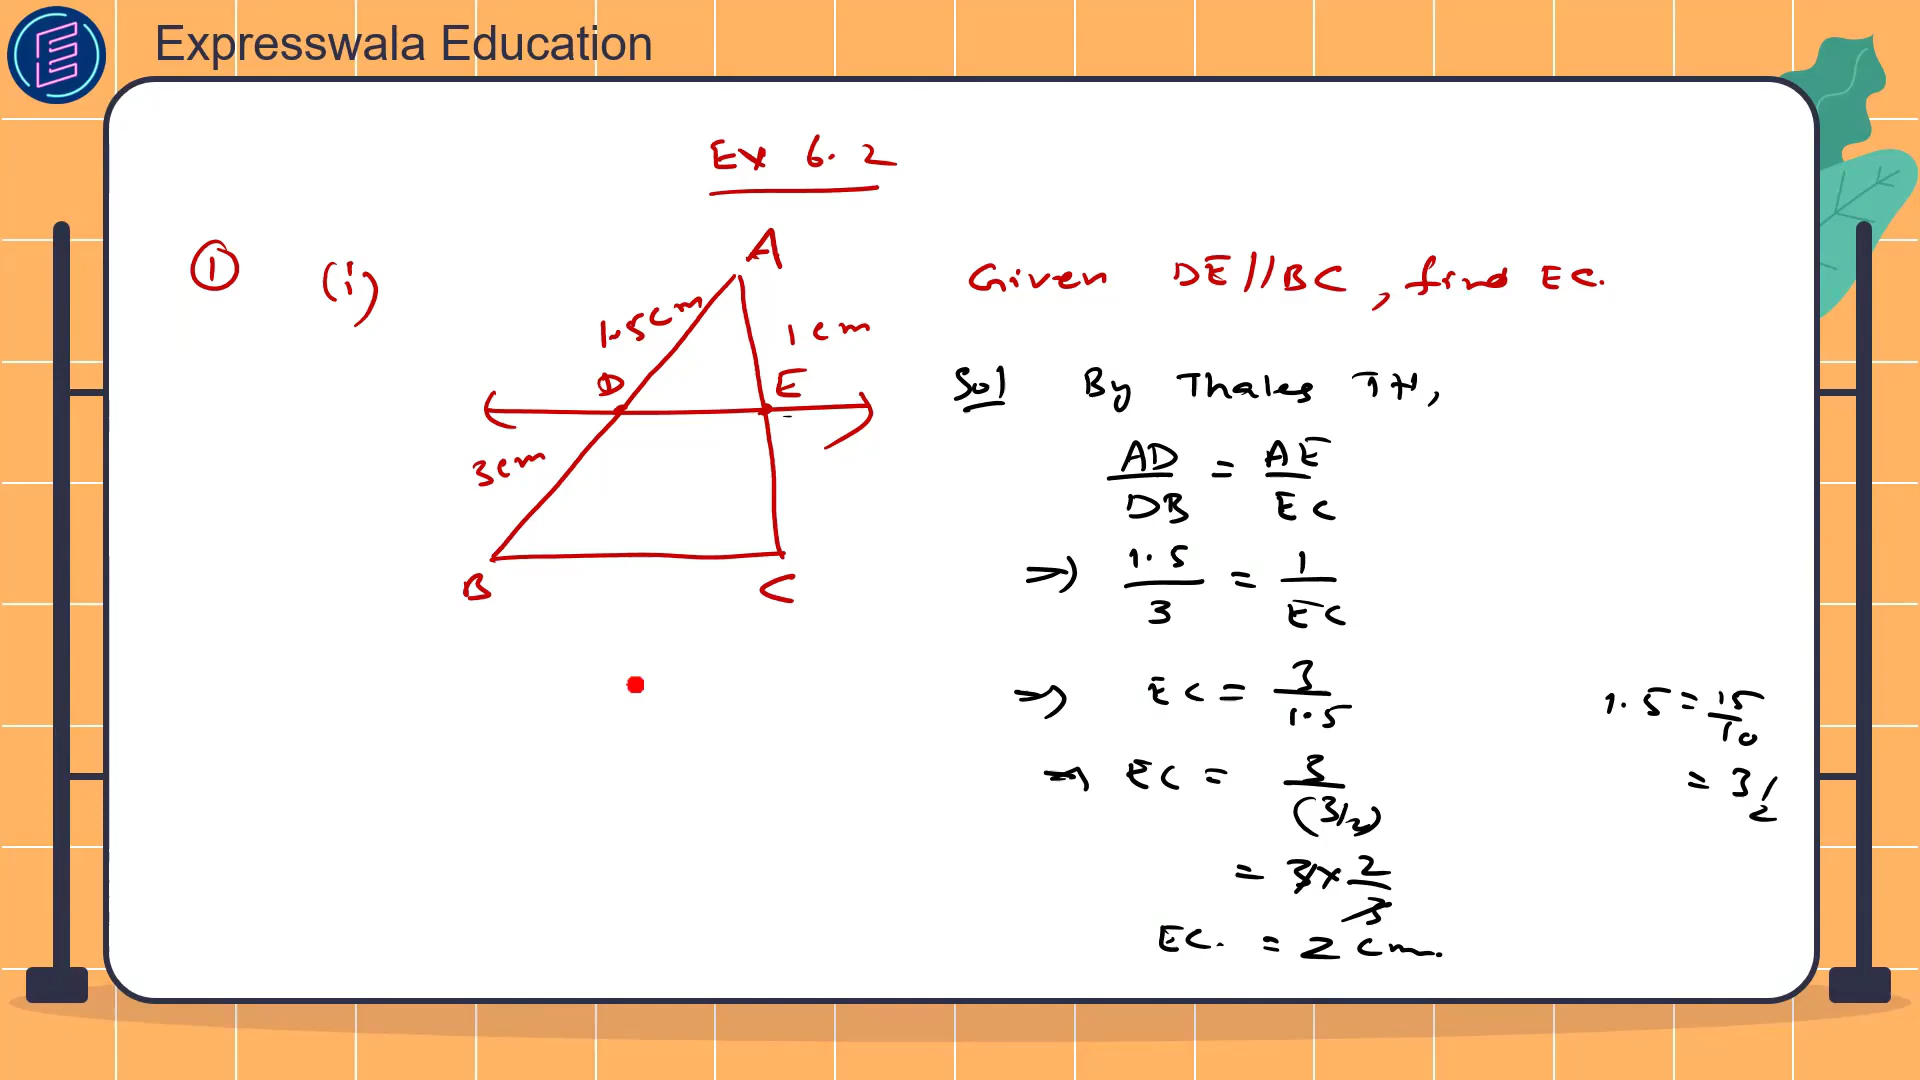 Expresswala Education
Ex 6.2
① (i)
A
1.5cm
1cm
D
E
3cm
B
C
Given DE//BC, find EC.
Sol By Thales TH,
AD/DB = AE/EC
⇒ 1.5/3 = 1/EC
⇒ EC = 3/1.5
1.5 = 15/10
⇒ EC = 3/(3/2)
= 3/2
= 3 × 2/3
EC. = 2 cm.